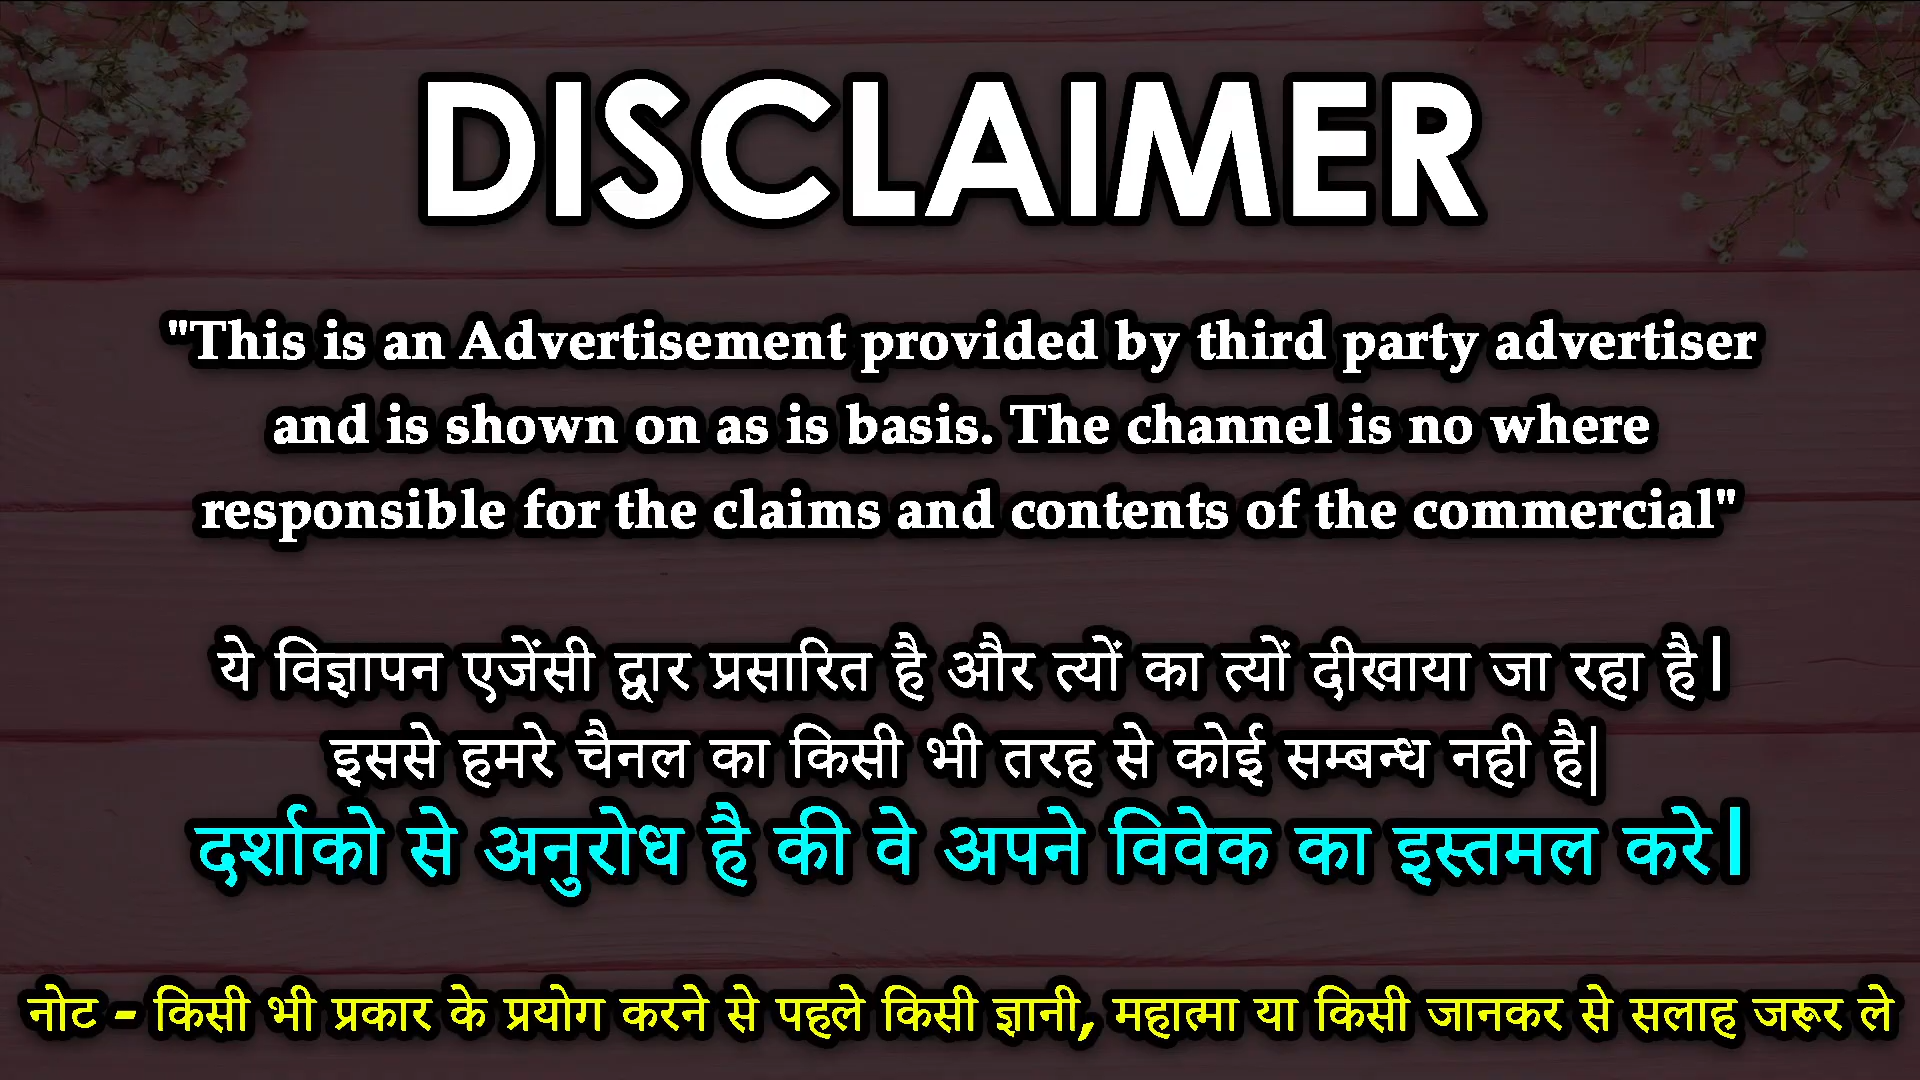 DISCLAIMER
"This is an Advertisement provided by third party advertiser
and is shown on as is basis. The channel is no where
responsible for the claims and contents of the commercial"
ये विज्ञापन एजेंसी द्वार प्रसारित है और त्यों का त्यों दीखाया जा रहा है।
इससे हमरे चैनल का किसी भी तरह से कोई सम्बन्ध नही है|
दर्शाको से अनुरोध है की वे अपने विवेक का इस्तमल करे।
नोट - किसी भी प्रकार के प्रयोग करने से पहले किसी ज्ञानी, महात्मा या किसी जानकर से सलाह जरूर ले